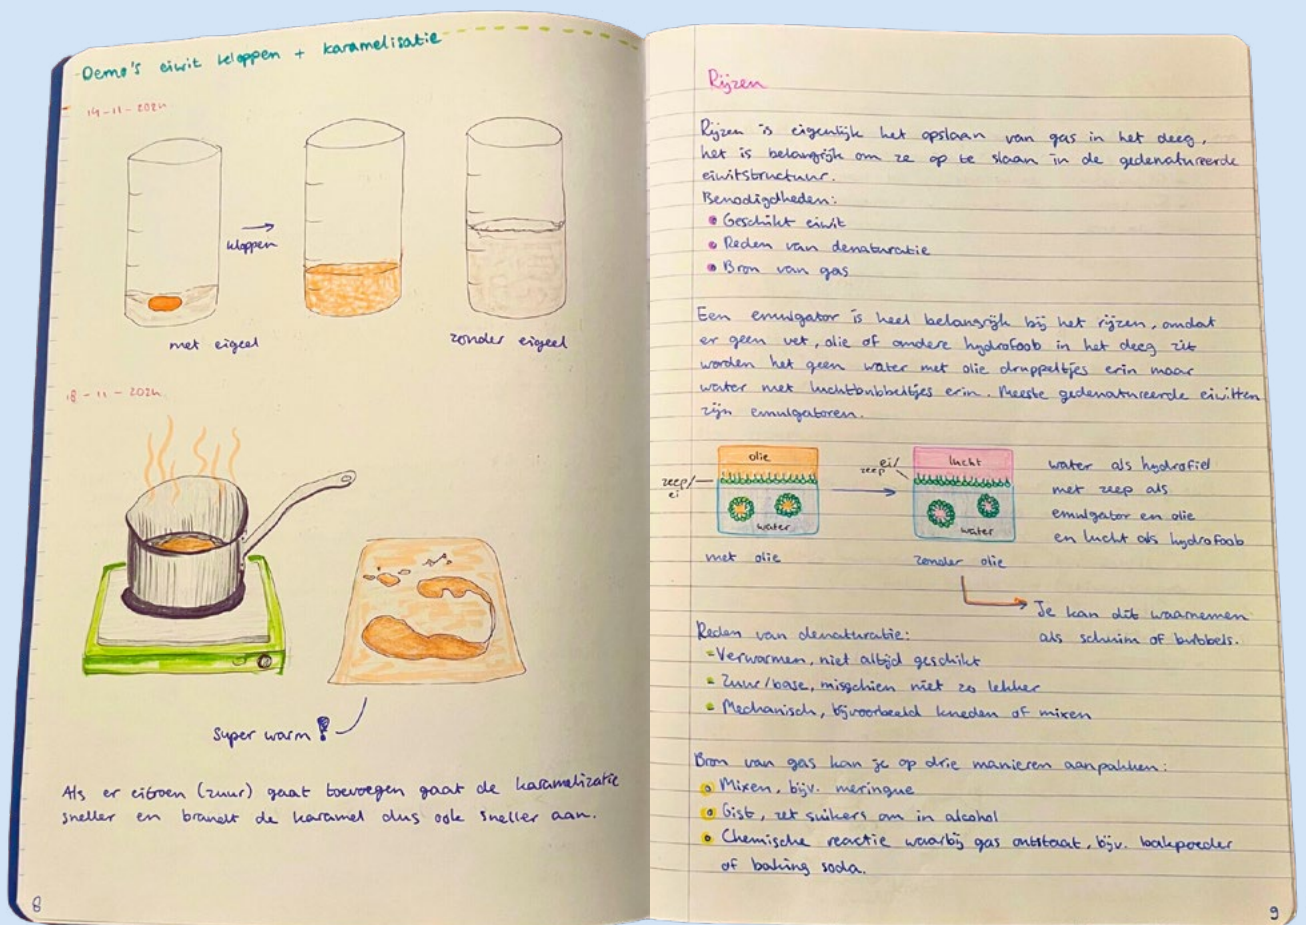 Demo's eiwit kloppen + karamelisatie
14-11-2024
kloppen
met eigeel
zonder eigeel
18-11-2024
Super warm!
Als er citroen (zuur) gaat toevoegen gaat de karamelizatie
sneller en brandt de karamel dus ook sneller aan.
8
Rijzen
Rijzen is eigenlijk het opslaan van gas in het deeg,
het is belangrijk om ze op te slaan in de gedenatureerde
eiwitstructuur.
Benodigdheden:
• Geschikt eiwit
• Reden van denaturatie
• Bron van gas
Een emulgator is heel belangrijk bij het rijzen, omdat
er geen vet, olie of andere hydrofoob in het deeg zit
worden het geen water met olie druppeltjes erin maar
water met luchtbubbeltjes erin. Meeste gedenatureerde eiwitten
zijn emulgatoren.
olie
zeep/
ei
water
met olie
ei/
zeep
lucht
water
zonder olie
water als hydrofiel
met zeep als
emulgator en olie
en lucht als hydrofoob
Je kan dit waarnemen
als schuim of bubbels.
Reden van denaturatie:
- Verwarmen, niet altijd geschikt
• Zuur/base, misschien niet zo lekker
• Mechanisch, bijvoorbeeld kneden of mixen
Bron van gas kan je op drie manieren aanpakken:
• Mixen, bijv. meringue
• Gist, zet suikers om in alcohol
• Chemische reactie waarbij gas ontstaat, bijv. bakpoeder
of baking soda.
9